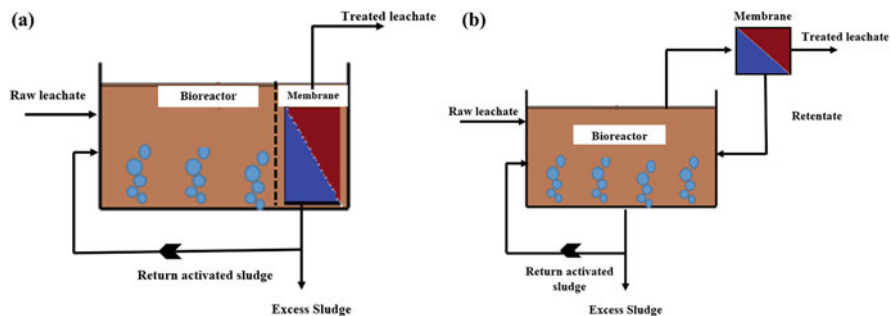 (a)
Treated leachate
Raw leachate
Bioreactor
Membrane
Return activated sludge
Excess Sludge
(b)
Membrane
Treated leachate
Raw leachate
Bioreactor
Retentate
Return activated
sludge
Excess Sludge